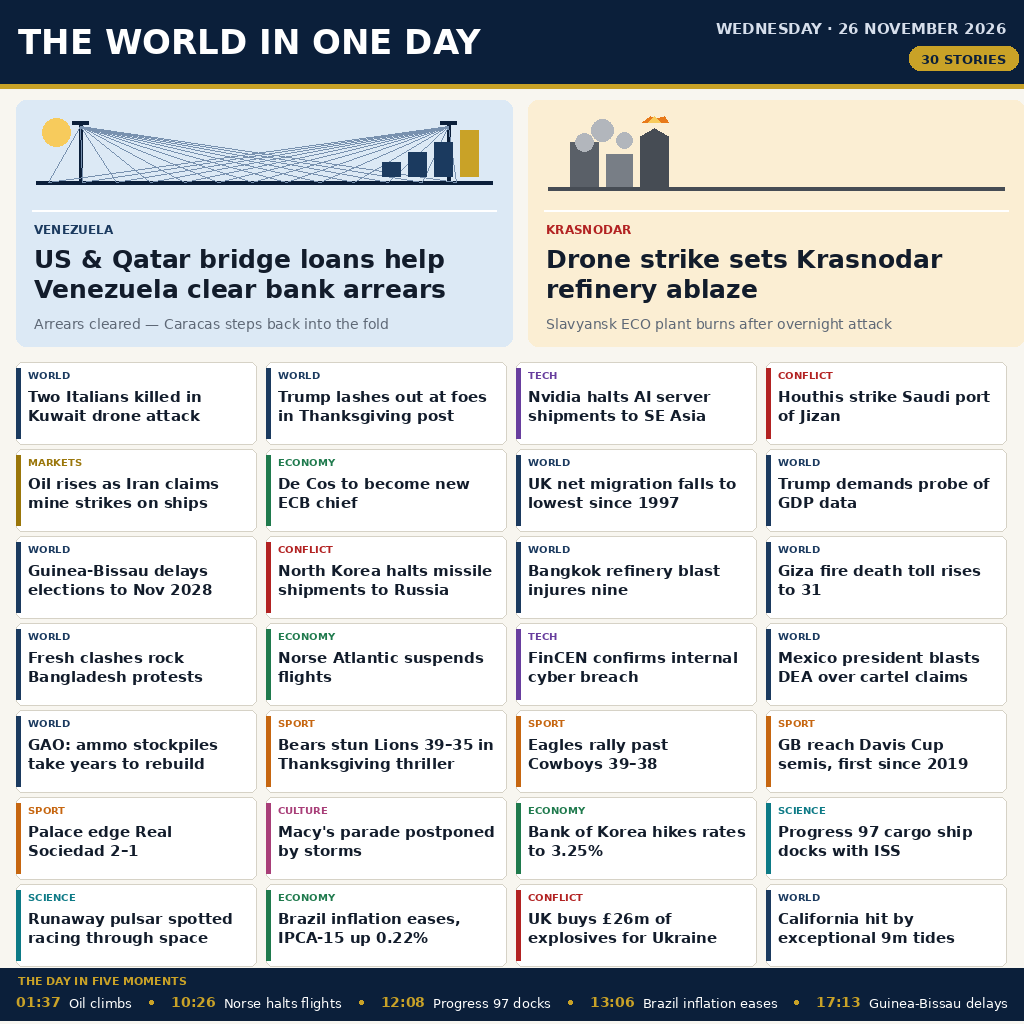 THE WORLD IN ONE DAY
WEDNESDAY · 26 NOVEMBER 2026
30 STORIES
VENEZUELA
US & Qatar bridge loans help
Venezuela clear bank arrears
Arrears cleared — Caracas steps back into the fold
KRASNODAR
Drone strike sets Krasnodar
refinery ablaze
Slavyansk ECO plant burns after overnight attack
WORLD
Two Italians killed in
Kuwait drone attack
WORLD
Trump lashes out at foes
in Thanksgiving post
TECH
Nvidia halts AI server
shipments to SE Asia
CONFLICT
Houthis strike Saudi port
of Jizan
MARKETS
Oil rises as Iran claims
mine strikes on ships
ECONOMY
De Cos to become new
ECB chief
WORLD
UK net migration falls to
lowest since 1997
WORLD
Trump demands probe of
GDP data
WORLD
Guinea-Bissau delays
elections to Nov 2028
CONFLICT
North Korea halts missile
shipments to Russia
WORLD
Bangkok refinery blast
injures nine
WORLD
Giza fire death toll rises
to 31
WORLD
Fresh clashes rock
Bangladesh protests
ECONOMY
Norse Atlantic suspends
flights
TECH
FinCEN confirms internal
cyber breach
WORLD
Mexico president blasts
DEA over cartel claims
WORLD
GAO: ammo stockpiles
take years to rebuild
SPORT
Bears stun Lions 39–35 in
Thanksgiving thriller
SPORT
Eagles rally past
Cowboys 39–38
SPORT
GB reach Davis Cup
semis, first since 2019
SPORT
Palace edge Real
Sociedad 2–1
CULTURE
Macy's parade postponed
by storms
ECONOMY
Bank of Korea hikes rates
to 3.25%
SCIENCE
Progress 97 cargo ship
docks with ISS
SCIENCE
Runaway pulsar spotted
racing through space
ECONOMY
Brazil inflation eases,
IPCA-15 up 0.22%
CONFLICT
UK buys £26m of
explosives for Ukraine
WORLD
California hit by
exceptional 9m tides
THE DAY IN FIVE MOMENTS
01:37 Oil climbs • 10:26 Norse halts flights • 12:08 Progress 97 docks • 13:06 Brazil inflation eases • 17:13 Guinea-Bissau delays